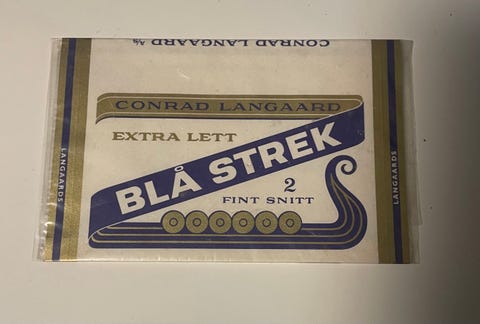 CONRAD LANGAARD A/S
CONRAD LANGAARD
EXTRA LETT
BLÅ STREK
2
FINT SNITT
LANGAARDS
LANGAARDS